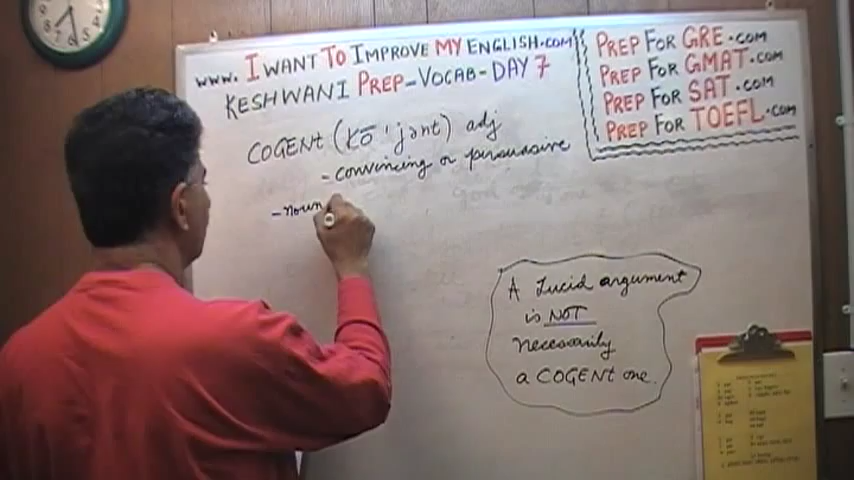 www. I WANT TO IMPROVE MY ENGLISH.COM
KESHWANI PREP-VOCAB-DAY 7
PREP FOR GRE.COM
PREP FOR GMAT.COM
PREP FOR SAT.COM
PREP FOR TOEFL.COM
COGENt (kō'jənt) adj
- convincing or persuasive
- noun
A Lucid argument
is NOT
necessarily
a COGENt one.